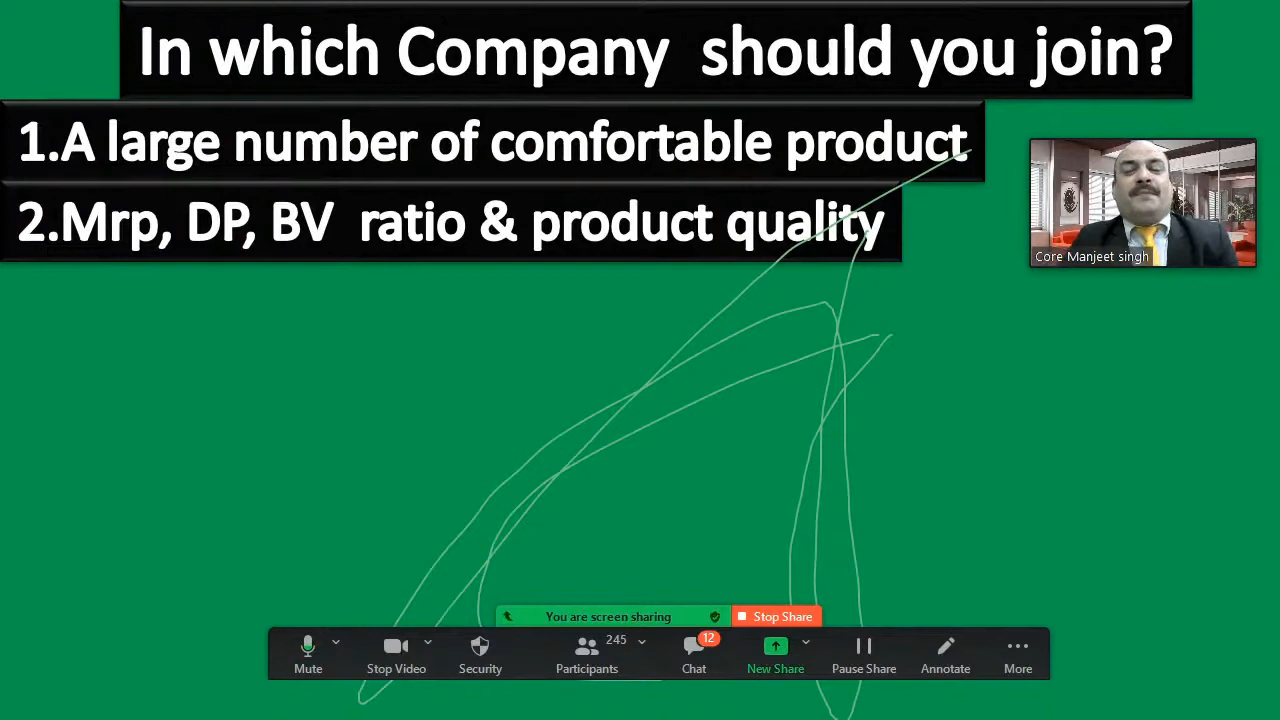 In which Company should you join?
1.A large number of comfortable product
2.Mrp, DP, BV ratio & product quality
Core Manjeet singh
You are screen sharing
Stop Share
245
12
Mute
Stop Video
Security
Participants
Chat
New Share
Pause Share
Annotate
More